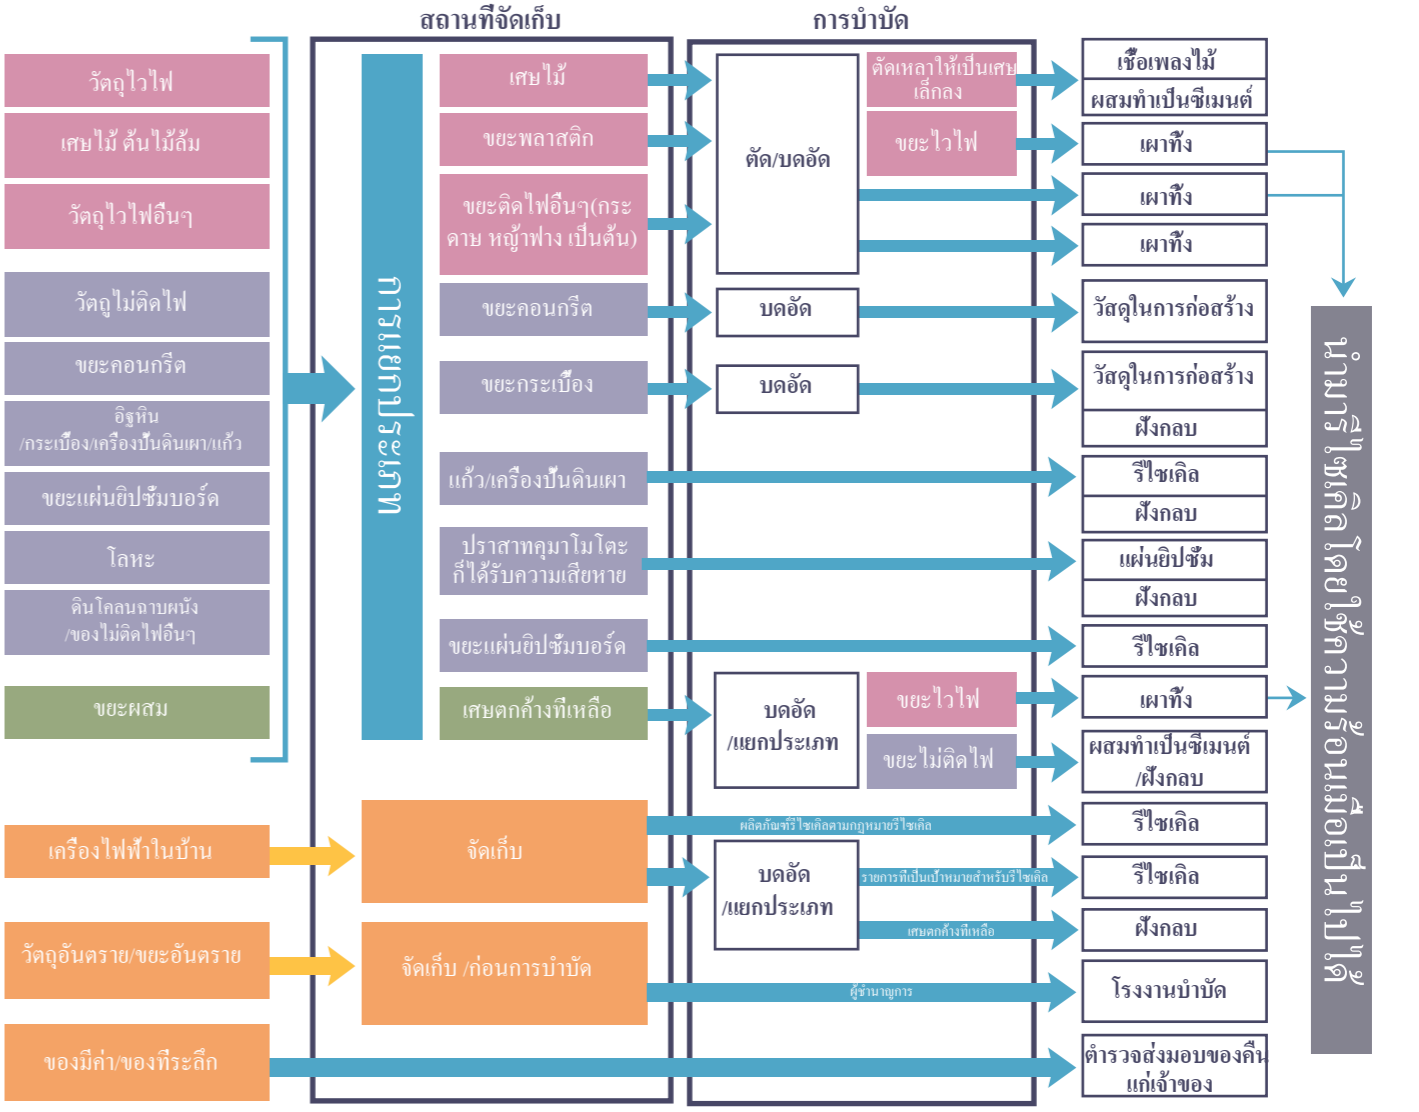 สถานที่จัดเก็บ
การบำบัด
วัตถุไวไฟ
เศษไม้ ต้นไม้ล้ม
วัตถุไวไฟอื่นๆ
วัตถุไม่ติดไฟ
ขยะคอนกรีต
อิฐหิน
/กระเบื้อง/เครื่องปั้นดินเผา/แก้ว
ขยะแผ่นยิปซั่มบอร์ด
โลหะ
ดินโคลนฉาบผนัง
/ของไม่ติดไฟอื่นๆ
ขยะผสม
เครื่องไฟฟ้าในบ้าน
วัตถุอันตราย/ขยะอันตราย
ของมีค่า/ของที่ระลึก
การแยกประเภท
เศษไม้
ขยะพลาสติก
ขยะติดไฟอื่นๆ(กระ
ดาษ หญ้าฟาง เป็นต้น)
ขยะคอนกรีต
ขยะกระเบื้อง
แก้ว/เครื่องปั้นดินเผา
ปราสาทคุมาโมโตะ
ก็ได้รับความเสียหาย
ขยะแผ่นยิปซั่มบอร์ด
เศษตกค้างที่เหลือ
จัดเก็บ
จัดเก็บ /ก่อนการบำบัด
ตัด/บดอัด
ตัดเหลาให้เป็นเศษ
เล็กลง
ขยะไวไฟ
บดอัด
บดอัด
บดอัด
/แยกประเภท
ขยะไวไฟ
ขยะไม่ติดไฟ
ผลิตภัณฑ์รีไซเคิลตามกฎหมายรีไซเคิล
บดอัด
/แยกประเภท
รายการที่เป็นเป้าหมายสำหรับรีไซเคิล
เศษตกค้างที่เหลือ
ผู้ชำนาญการ
เชื้อเพลงไม้
ผสมทำเป็นซีเมนต์
เผาทิ้ง
เผาทิ้ง
เผาทิ้ง
วัสดุในการก่อสร้าง
วัสดุในการก่อสร้าง
ฝังกลบ
รีไซเคิล
ฝังกลบ
แผ่นยิปซั่ม
ฝังกลบ
รีไซเคิล
เผาทิ้ง
ผสมทำเป็นซีเมนต์
/ฝังกลบ
รีไซเคิล
รีไซเคิล
ฝังกลบ
โรงงานบำบัด
ตำรวจส่งมอบของคืน
แก่เจ้าของ
นำมารีไซเคิลโดยใช้ความร้อนเมื่อเป็นไปได้